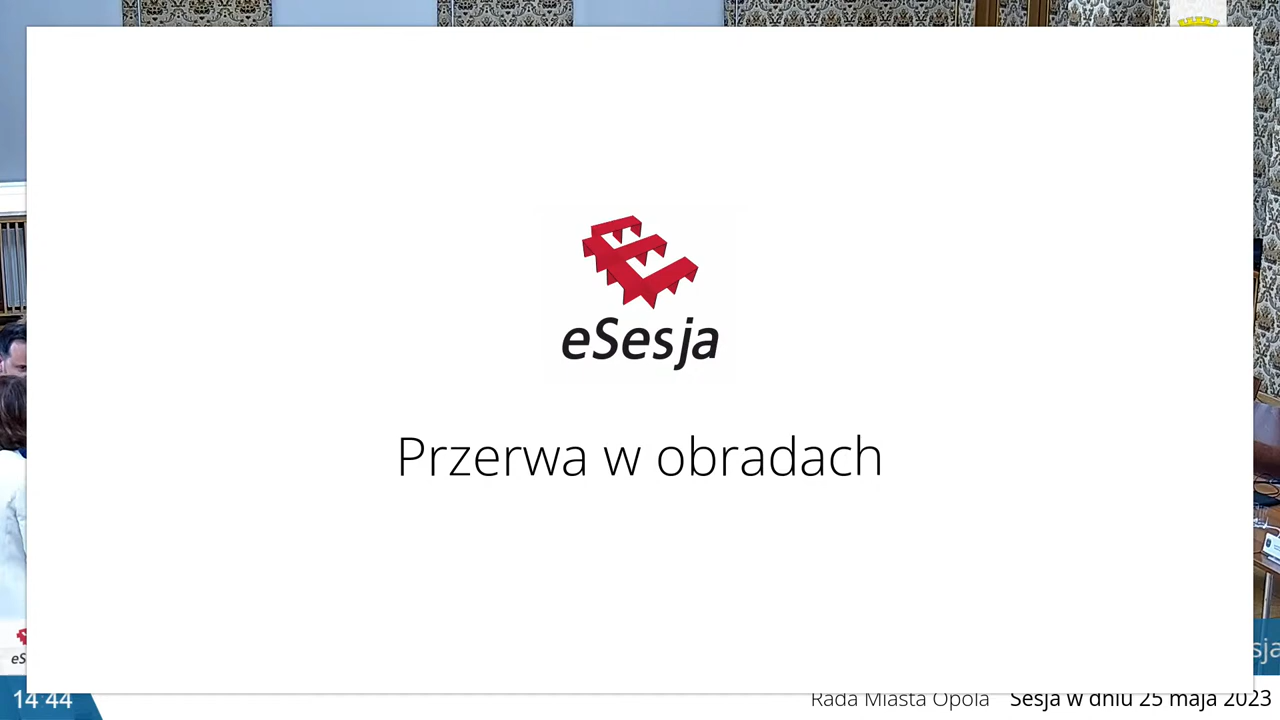 eSesja
Przerwa w obradach
14 44
Rada Miasta Opola Sesja w dniu 25 maja 2023